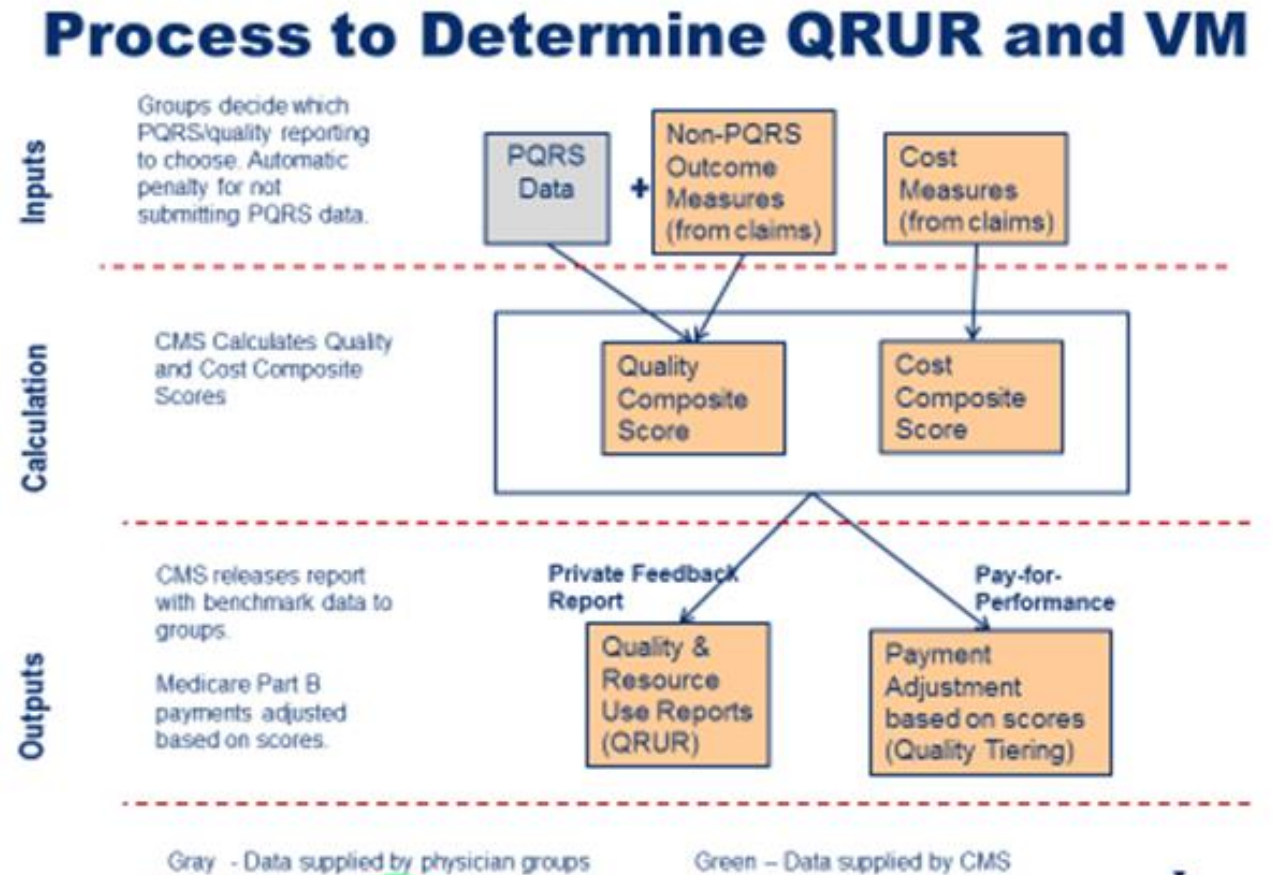 Process to Determine QRUR and VM
Inputs
Groups decide which
PQRS/quality reporting
to choose. Automatic
penalty for not
submitting PQRS data.
PQRS
Data
+
Non-PQRS
Outcome
Measures
(from claims)
Cost
Measures
(from claims)
Calculation
CMS Calculates Quality
and Cost Composite
Scores
Quality
Composite
Score
Cost
Composite
Score
Outputs
CMS releases report
with benchmark data to
groups.
Medicare Part B
payments adjusted
based on scores.
Private Feedback
Report
Pay-for-
Performance
Quality &
Resource
Use Reports
(QRUR)
Payment
Adjustment
based on scores
(Quality Tiering)
Gray - Data supplied by physician groups
Green – Data supplied by CMS